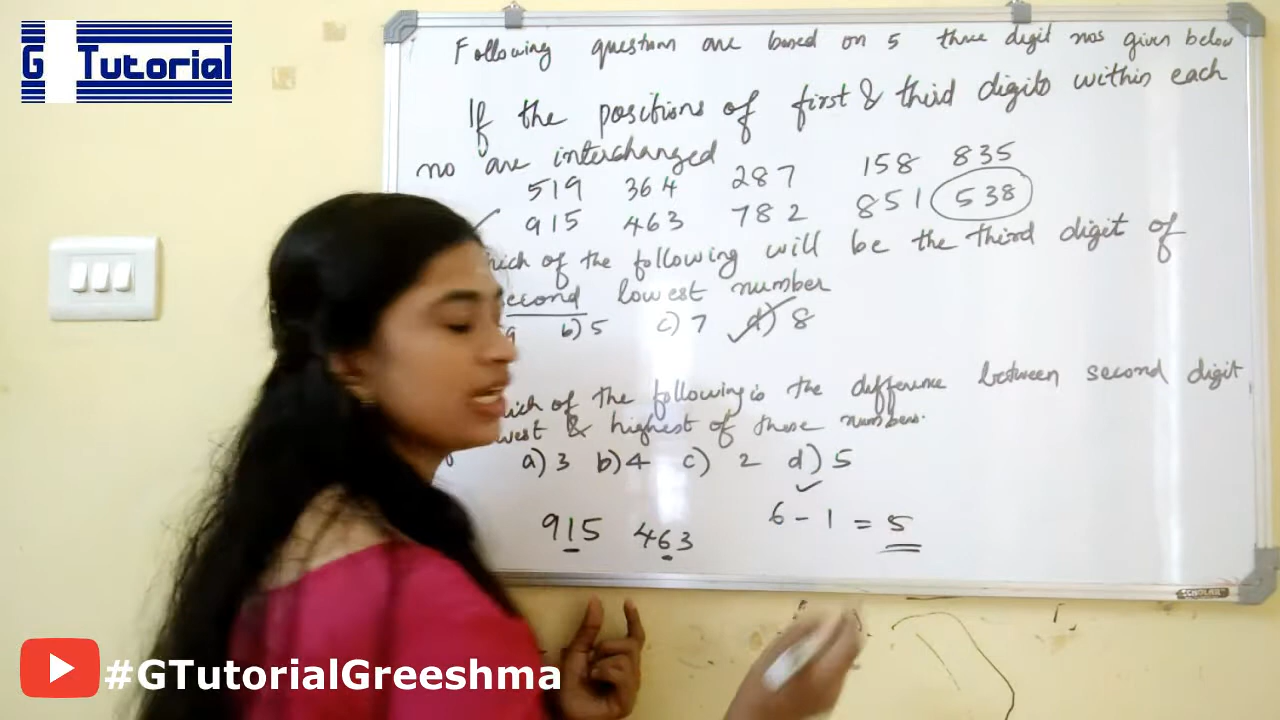 G Tutorial
Following question are based on 5 three digit nos given below
If the positions of first & third digits within each
no are interchanged
519 364 287 158 835
915 463 782 851 538
of the following will be the third digit of
second lowest number
b) 5 c) 7 d) 8
of the following is the difference between second digit
& highest of these numbers.
a) 3 b) 4 c) 2 d) 5
915 463 6 - 1 = 5
SCHOLAR
#GTutorialGreeshma